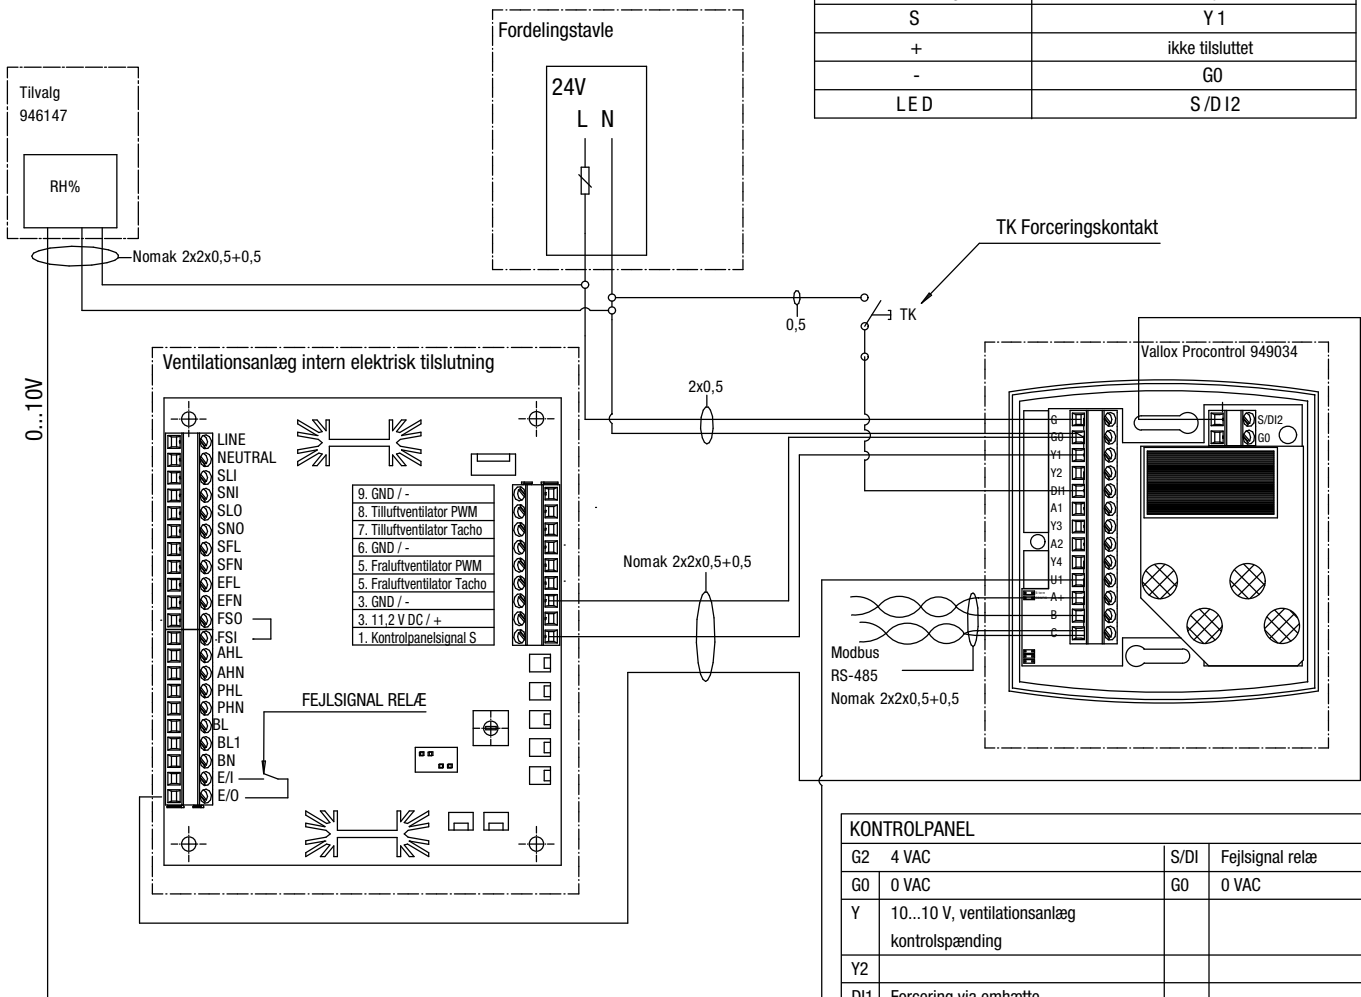 Fordelingstavle
24V
L N
S Y 1
+ ikke tilsluttet
- G0
LED S/DI2
Tilvalg
946147
RH%
Nomak 2x2x0,5+0,5
0...10V
TK Forceringskontakt
TK
0,5
2x0,5
Ventilationsanlæg intern elektrisk tilslutning
LINE
NEUTRAL
SLI
SNI
SLO
SNO
SFL
SFN
EFL
EFN
FSO
FSI
AHL
AHN
PHL
PHN
BL
BL1
BN
E/I
E/O
9. GND / -
8. Tilluftventilator PWM
7. Tilluftventilator Tacho
6. GND / -
5. Fraluftventilator PWM
5. Fraluftventilator Tacho
3. GND / -
3. 11,2 V DC / +
1. Kontrolpanelsignal S
FEJLSIGNAL RELÆ
Nomak 2x2x0,5+0,5
Vallox Procontrol 949034
G
G0
Y1
Y2
DI1
A1
Y3
A2
Y4
U1
A+
B
C
S/DI2
G0
Modbus
RS-485
Nomak 2x2x0,5+0,5
KONTROLPANEL
G2 4 VAC S/DI Fejlsignal relæ
G0 0 VAC G0 0 VAC
Y 10...10 V, ventilationsanlæg
kontrolspænding
Y2
DI1 Forcering via emhætte